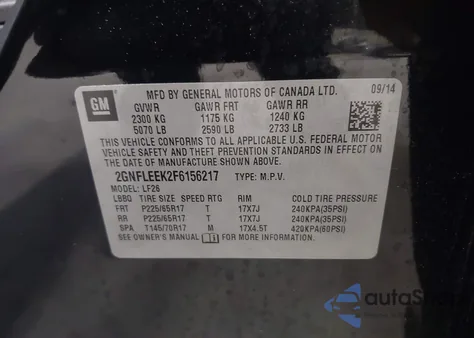 GM
MFD BY GENERAL MOTORS OF CANADA LTD. 09/14
GVWR GAWR FRT GAWR RR
2300 KG 1175 KG 1240 KG
5070 LB 2590 LB 2733 LB
THIS VEHICLE CONFORMS TO ALL APPLICABLE U.S. FEDERAL MOTOR
VEHICLE SAFETY AND THEFT PREVENTION STANDARDS IN EFFECT ON THE
DATE OF MANUFACTURE SHOWN ABOVE.
2GNFLEEK2F6156217 TYPE: M.P.V.
MODEL: LF26
LBBQ TIRE SIZE SPEED RTG RIM COLD TIRE PRESSURE
FRT P225/65R17 T 17X7J 240KPA(35PSI)
RR P225/65R17 T 17X7J 240KPA(35PSI)
SPA T145/70R17 M 17X4.5T 420KPA(60PSI)
SEE OWNER'S MANUAL FOR MORE INFORMATION.